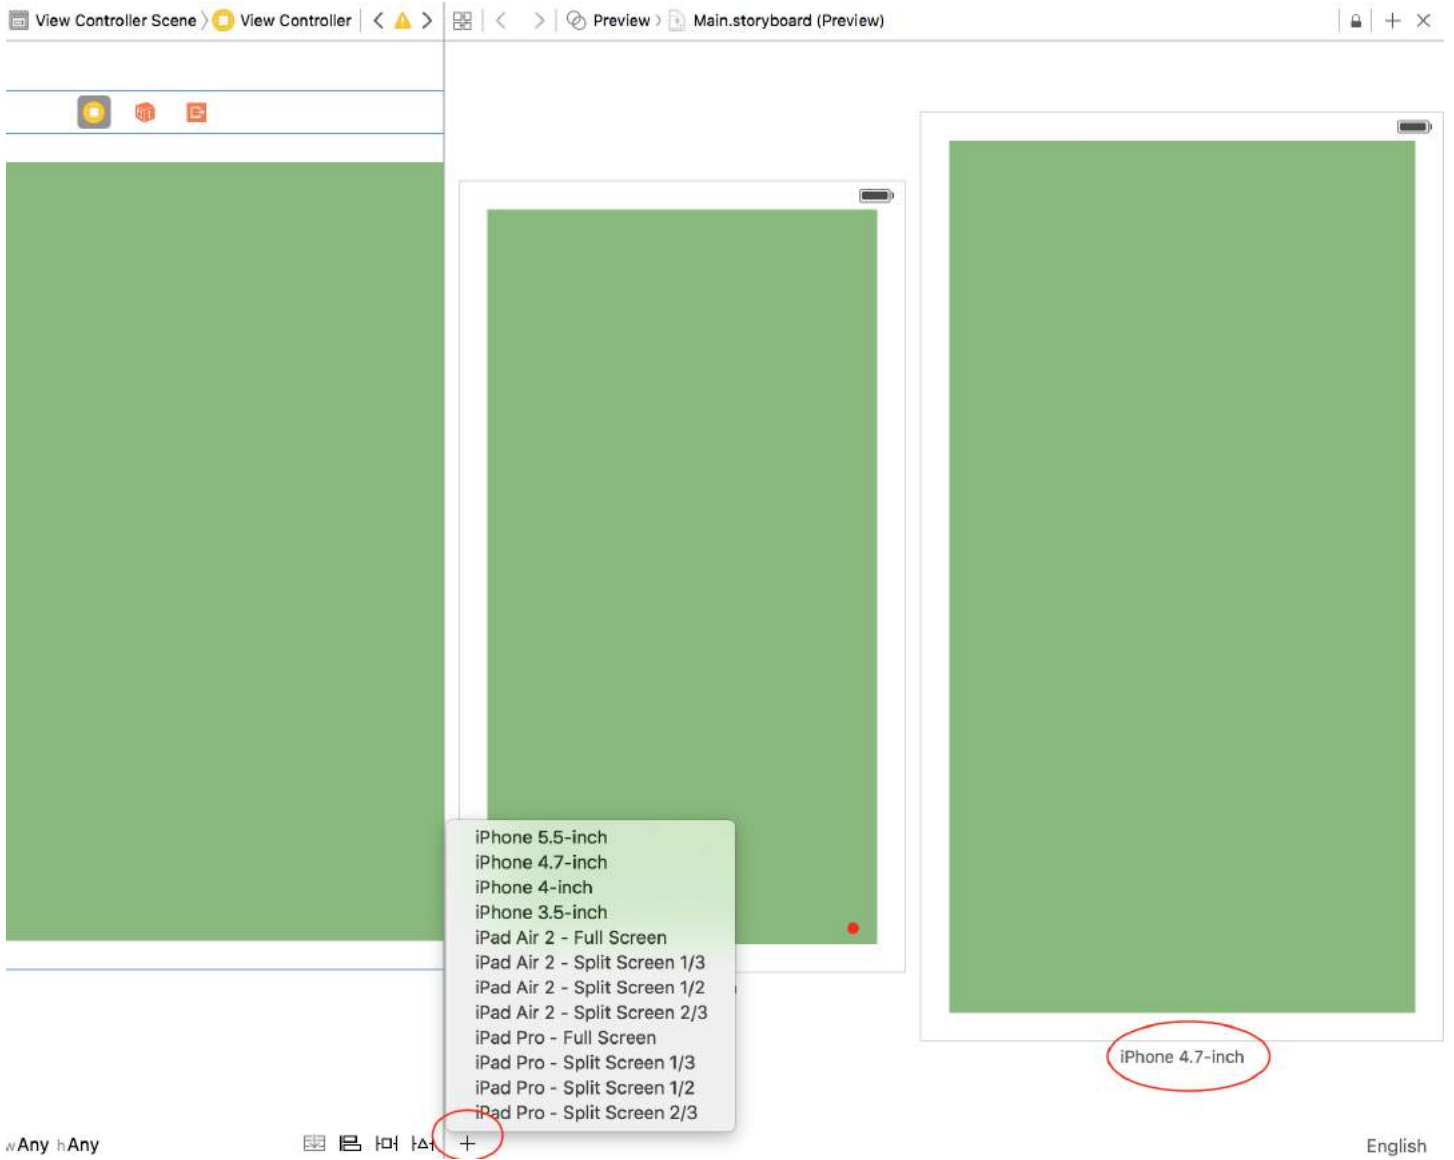 View Controller Scene View Controller
Preview Main.storyboard (Preview)
iPhone 5.5-inch
iPhone 4.7-inch
iPhone 4-inch
iPhone 3.5-inch
iPad Air 2 - Full Screen
iPad Air 2 - Split Screen 1/3
iPad Air 2 - Split Screen 1/2
iPad Air 2 - Split Screen 2/3
iPad Pro - Full Screen
iPad Pro - Split Screen 1/3
iPad Pro - Split Screen 1/2
iPad Pro - Split Screen 2/3
iPhone 4.7-inch
wAny hAny
English